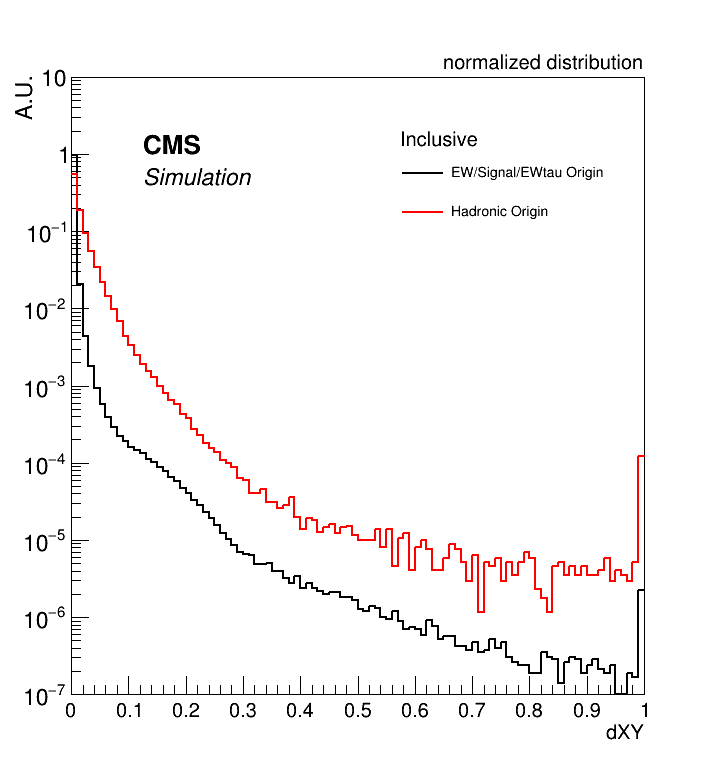 normalized distribution
A.U.
10
1
10⁻¹
10⁻²
10⁻³
10⁻⁴
10⁻⁵
10⁻⁶
10⁻⁷
CMS
Simulation
Inclusive
EW/Signal/EWtau Origin
Hadronic Origin
0 0.1 0.2 0.3 0.4 0.5 0.6 0.7 0.8 0.9 1
dXY